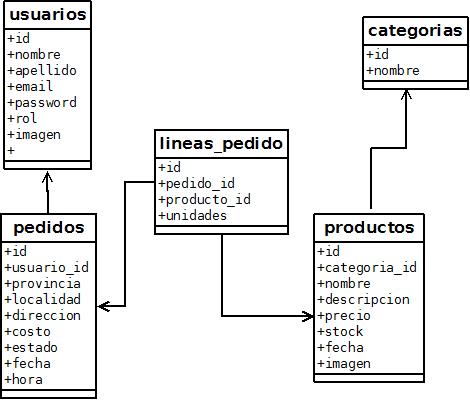 usuarios
+id
+nombre
+apellido
+email
+password
+rol
+imagen
+
categorias
+id
+nombre
lineas_pedido
+id
+pedido_id
+producto_id
+unidades
pedidos
+id
+usuario_id
+provincia
+localidad
+direccion
+costo
+estado
+fecha
+hora
productos
+id
+categoria_id
+nombre
+descripcion
+precio
+stock
+fecha
+imagen